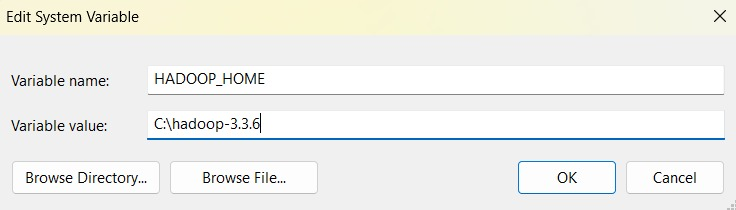 Edit System Variable
Variable name: HADOOP_HOME
Variable value: C:\hadoop-3.3.6
Browse Directory... Browse File... OK Cancel